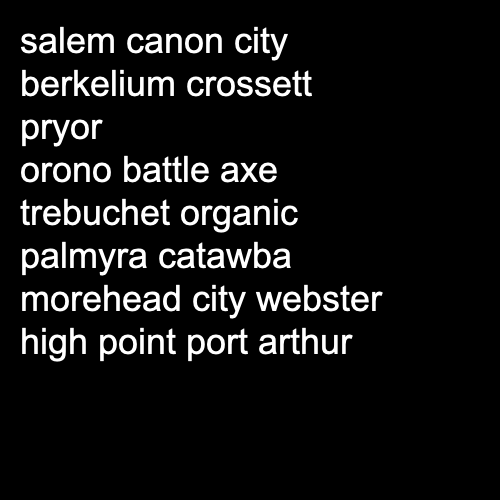 salem canon city
berkelium crossett
pryor
orono battle axe
trebuchet organic
palmyra catawba
morehead city webster
high point port arthur